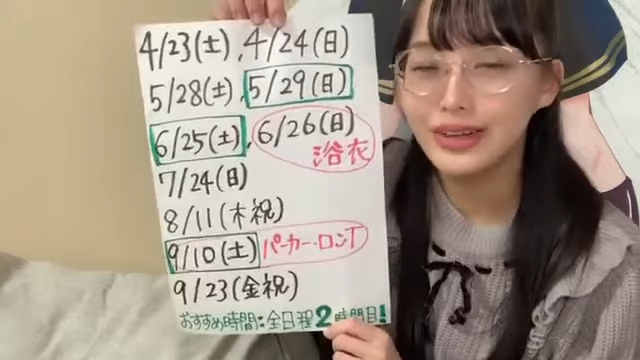 4/23(土),4/24(日)
5/28(土),5/29(日)
6/25(土),6/26(日)
浴衣
7/24(日)
8/11(木祝)
9/10(土)パーカー・ロンT
9/23(金祝)
おすすめ時間:全日程2時間目!